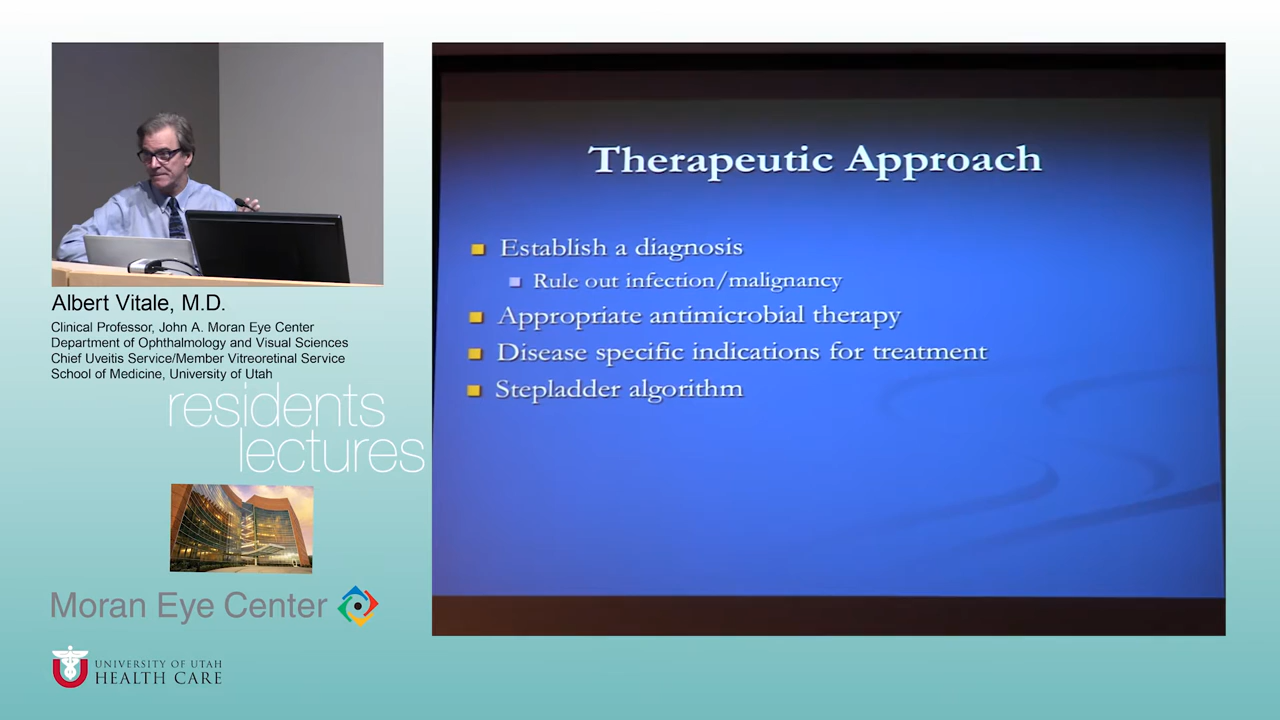 Albert Vitale, M.D.
Clinical Professor, John A. Moran Eye Center
Department of Ophthalmology and Visual Sciences
Chief Uveitis Service/Member Vitreoretinal Service
School of Medicine, University of Utah
residents
lectures
Moran Eye Center
UNIVERSITY OF UTAH
HEALTH CARE
Therapeutic Approach
Establish a diagnosis
Rule out infection/malignancy
Appropriate antimicrobial therapy
Disease specific indications for treatment
Stepladder algorithm